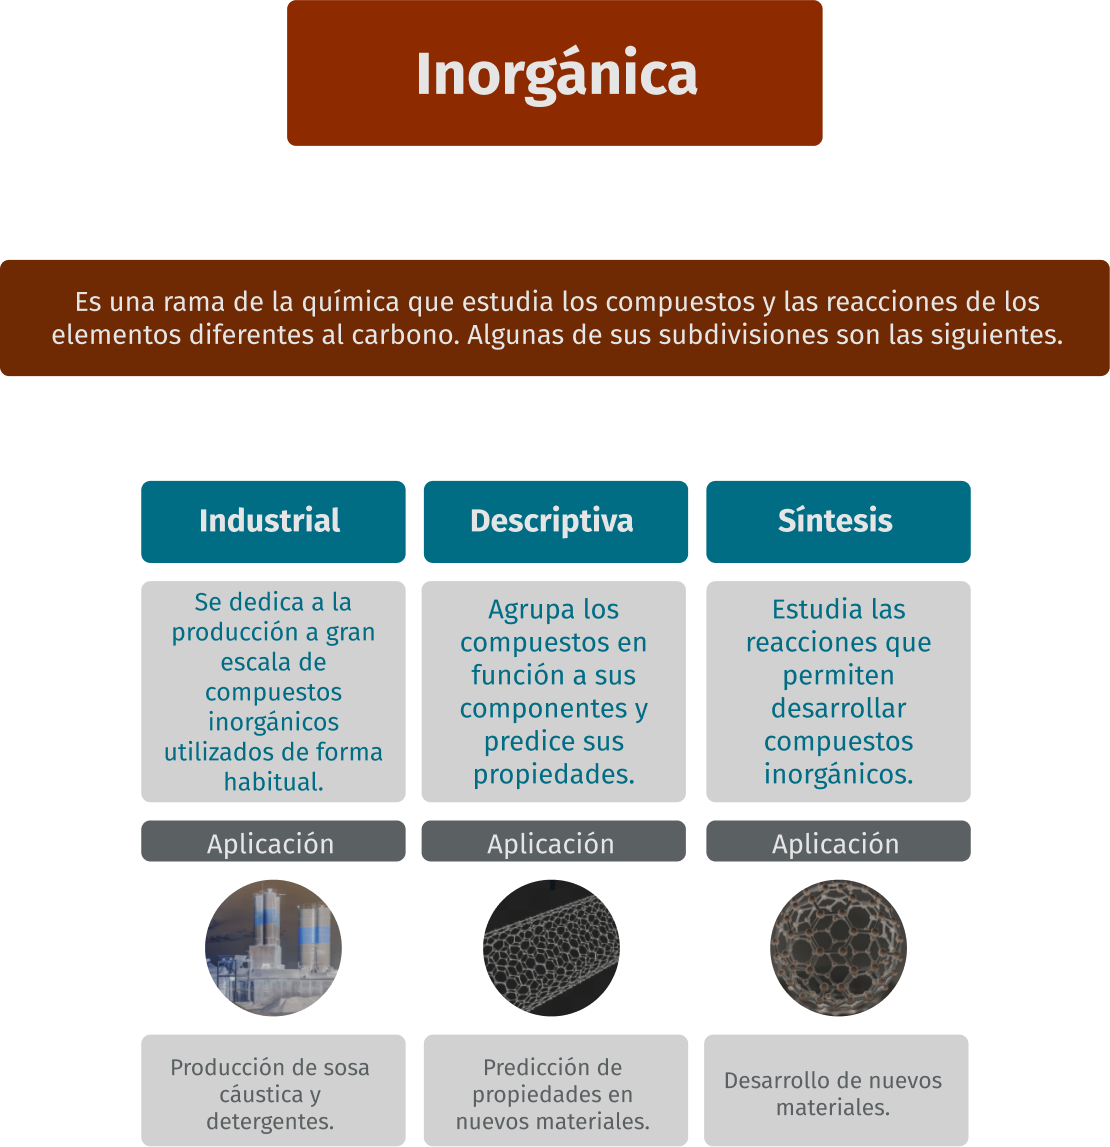 Inorgánica
Es una rama de la química que estudia los compuestos y las reacciones de los
elementos diferentes al carbono. Algunas de sus subdivisiones son las siguientes.
Industrial
Se dedica a la
producción a gran
escala de
compuestos
inorgánicos
utilizados de forma
habitual.
Aplicación
Producción de sosa
cáustica y
detergentes.
Descriptiva
Agrupa los
compuestos en
función a sus
componentes y
predice sus
propiedades.
Aplicación
Predicción de
propiedades en
nuevos materiales.
Síntesis
Estudia las
reacciones que
permiten
desarrollar
compuestos
inorgánicos.
Aplicación
Desarrollo de nuevos
materiales.